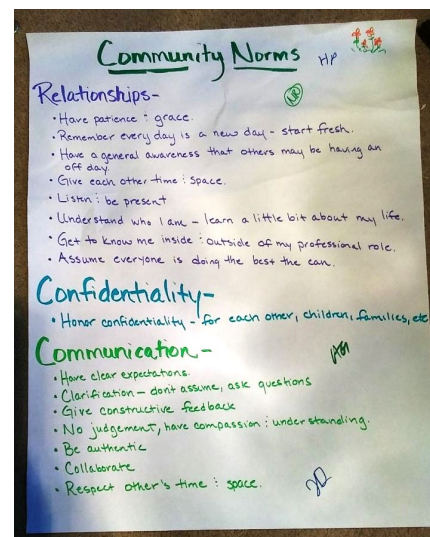 Community Norms
HP
Relationships-
• Have patience : grace.
• Remember every day is a new day - start fresh.
• Have a general awareness that others may be having an
off day.
• Give each other time : space.
• Listen : be present
• Understand who I am - learn a little bit about my life.
• Get to know me inside : outside of my professional role.
• Assume everyone is doing the best the can.
Confidentiality-
• Honor confidentiality - for each other, children, families, etc
Communication-
• Have clear expectations.
• Clarification - dont assume, ask questions
• Give constructive feedback
• No judgement, have compassion : understanding.
• Be authentic
• Collaborate
• Respect other's time : space.